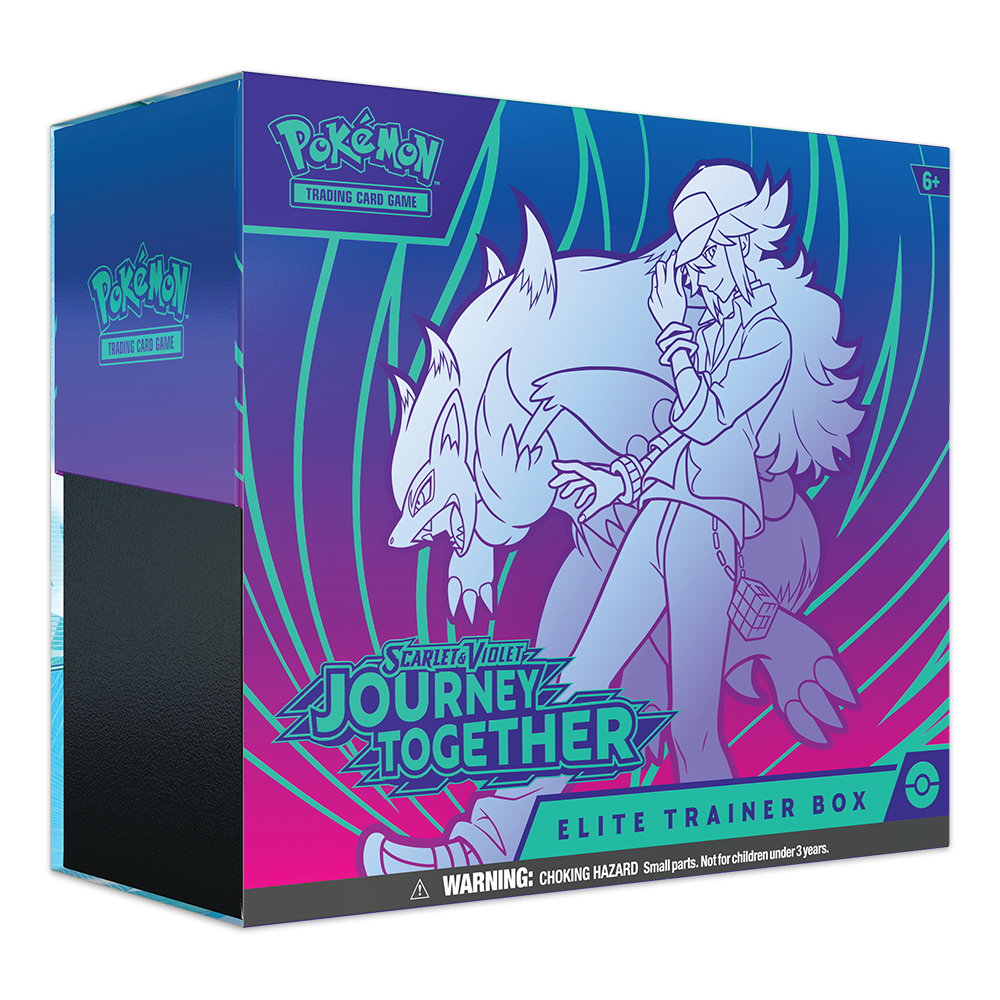 POKéMON
TRADING CARD GAME
6+
POKéMON
TRADING CARD GAME
SCARLET & VIOLET
JOURNEY
TOGETHER
ELITE TRAINER BOX
WARNING: CHOKING HAZARD Small parts. Not for children under 3 years.